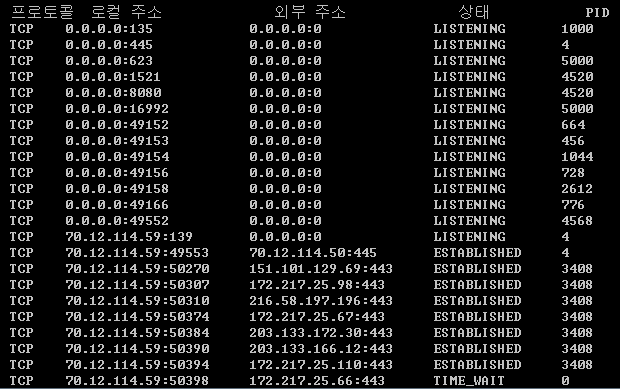 프로토콜 로컬 주소 외부 주소 상태 PID
TCP 0.0.0.0:135 0.0.0.0:0 LISTENING 1000
TCP 0.0.0.0:445 0.0.0.0:0 LISTENING 4
TCP 0.0.0.0:623 0.0.0.0:0 LISTENING 5000
TCP 0.0.0.0:1521 0.0.0.0:0 LISTENING 4520
TCP 0.0.0.0:8080 0.0.0.0:0 LISTENING 4520
TCP 0.0.0.0:16992 0.0.0.0:0 LISTENING 5000
TCP 0.0.0.0:49152 0.0.0.0:0 LISTENING 664
TCP 0.0.0.0:49153 0.0.0.0:0 LISTENING 456
TCP 0.0.0.0:49154 0.0.0.0:0 LISTENING 1044
TCP 0.0.0.0:49156 0.0.0.0:0 LISTENING 728
TCP 0.0.0.0:49158 0.0.0.0:0 LISTENING 2612
TCP 0.0.0.0:49166 0.0.0.0:0 LISTENING 776
TCP 0.0.0.0:49552 0.0.0.0:0 LISTENING 4568
TCP 70.12.114.59:139 0.0.0.0:0 LISTENING 4
TCP 70.12.114.59:49553 70.12.114.50:445 ESTABLISHED 4
TCP 70.12.114.59:50270 151.101.129.69:443 ESTABLISHED 3408
TCP 70.12.114.59:50307 172.217.25.98:443 ESTABLISHED 3408
TCP 70.12.114.59:50310 216.58.197.196:443 ESTABLISHED 3408
TCP 70.12.114.59:50374 172.217.25.67:443 ESTABLISHED 3408
TCP 70.12.114.59:50384 203.133.172.30:443 ESTABLISHED 3408
TCP 70.12.114.59:50390 203.133.166.12:443 ESTABLISHED 3408
TCP 70.12.114.59:50394 172.217.25.110:443 ESTABLISHED 3408
TCP 70.12.114.59:50398 172.217.25.66:443 TIME_WAIT 0